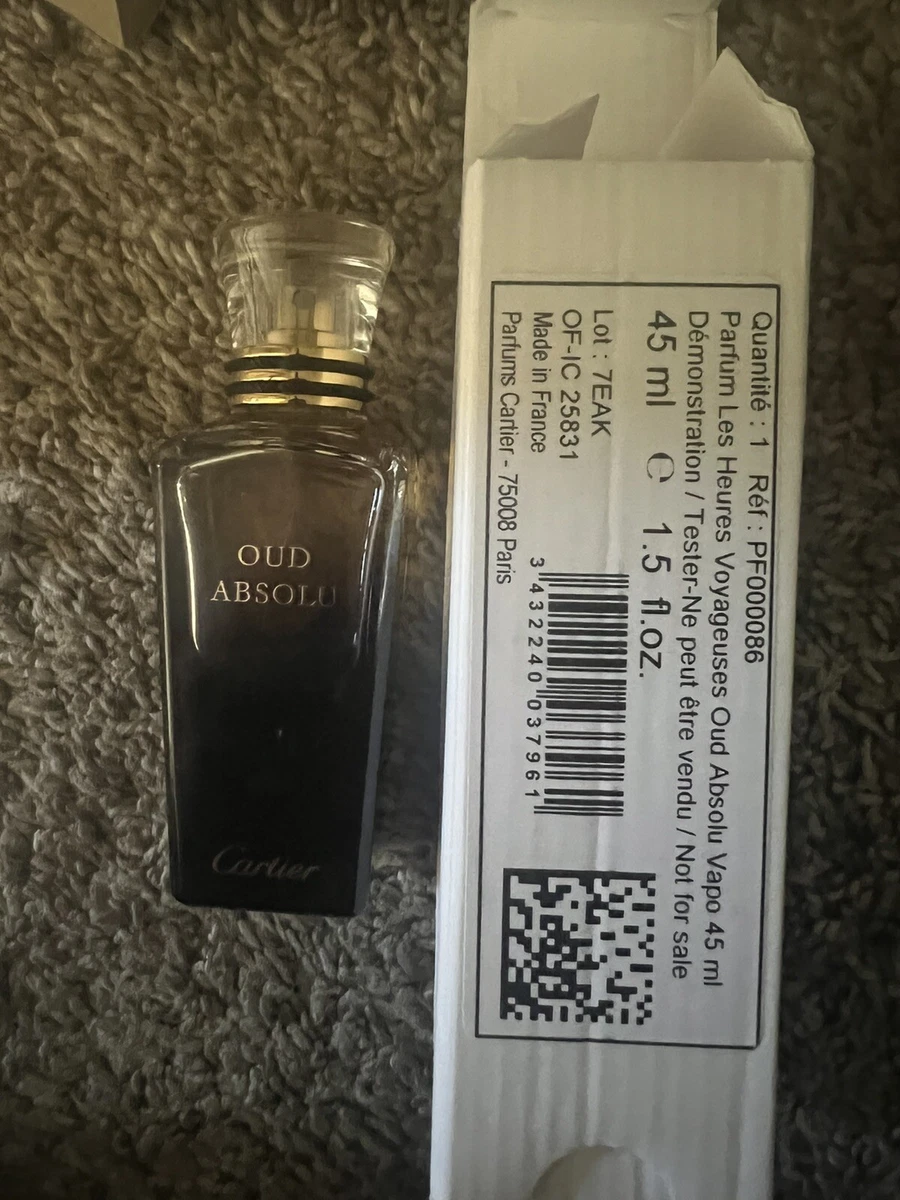 OUD
ABSOLU
Cartier
Quantité : 1 Réf : PF000086
Parfum Les Heures Voyageuses Oud Absolu Vapo 45 ml
Démonstration / Tester-Ne peut être vendu / Not for sale
45 ml ℮ 1.5 fl.oz.
Lot : 7EAK
OF-IC 25831
Made in France
Parfums Cartier - 75008 Paris
3 432240 037961